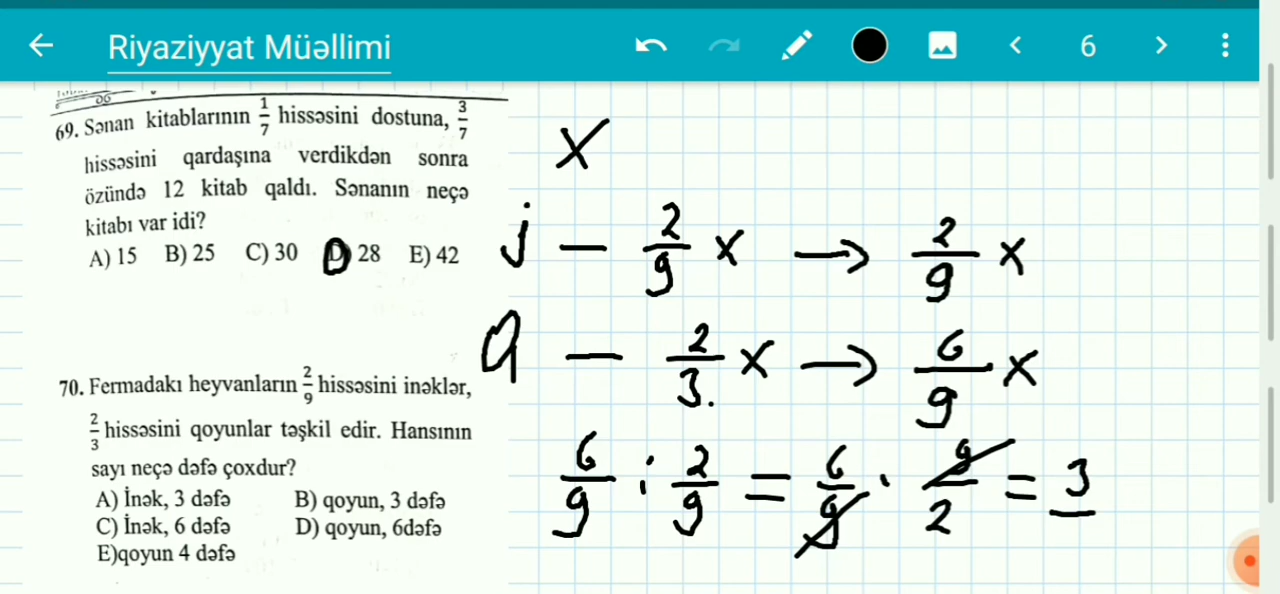 Riyaziyyat Müəllimi
6
69. Sənan kitablarının 1/7 hissəsini dostuna, 3/7
hissəsini qardaşına verdikdən sonra
özündə 12 kitab qaldı. Sənanın neçə
kitabı var idi?
A) 15 B) 25 C) 30 D) 28 E) 42
70. Fermadakı heyvanların 2/9 hissəsini inəklər,
2/3 hissəsini qoyunlar təşkil edir. Hansının
sayı neçə dəfə çoxdur?
A) İnək, 3 dəfə B) qoyun, 3 dəfə
C) İnək, 6 dəfə D) qoyun, 6dəfə
E)qoyun 4 dəfə
x
i — 2/9 x → 2/9 x
q — 2/3 x → 6/9 x
6/9 : 2/9 = 6/9 · 9/2 = 3